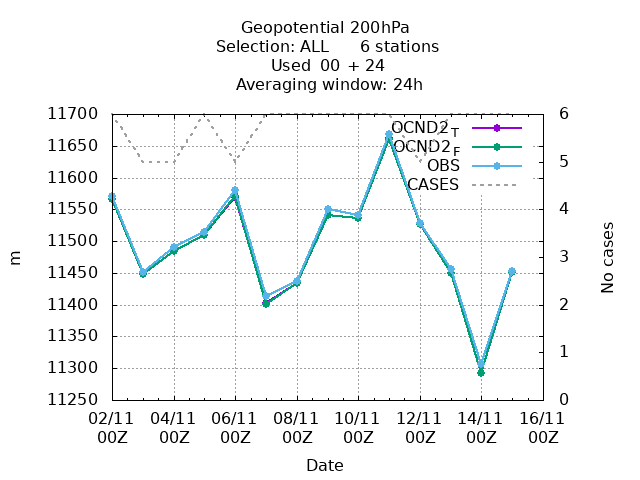 Geopotential 200hPa
Selection: ALL 6 stations
Used 00 + 24
Averaging window: 24h
11700
11650
11600
11550
11500
11450
11400
11350
11300
11250
m
OCND2T
OCND2F
OBS
CASES
6
5
4
3
2
1
0
No cases
02/11 04/11 06/11 08/11 10/11 12/11 14/11 16/11
00Z 00Z 00Z 00Z 00Z 00Z 00Z 00Z
Date